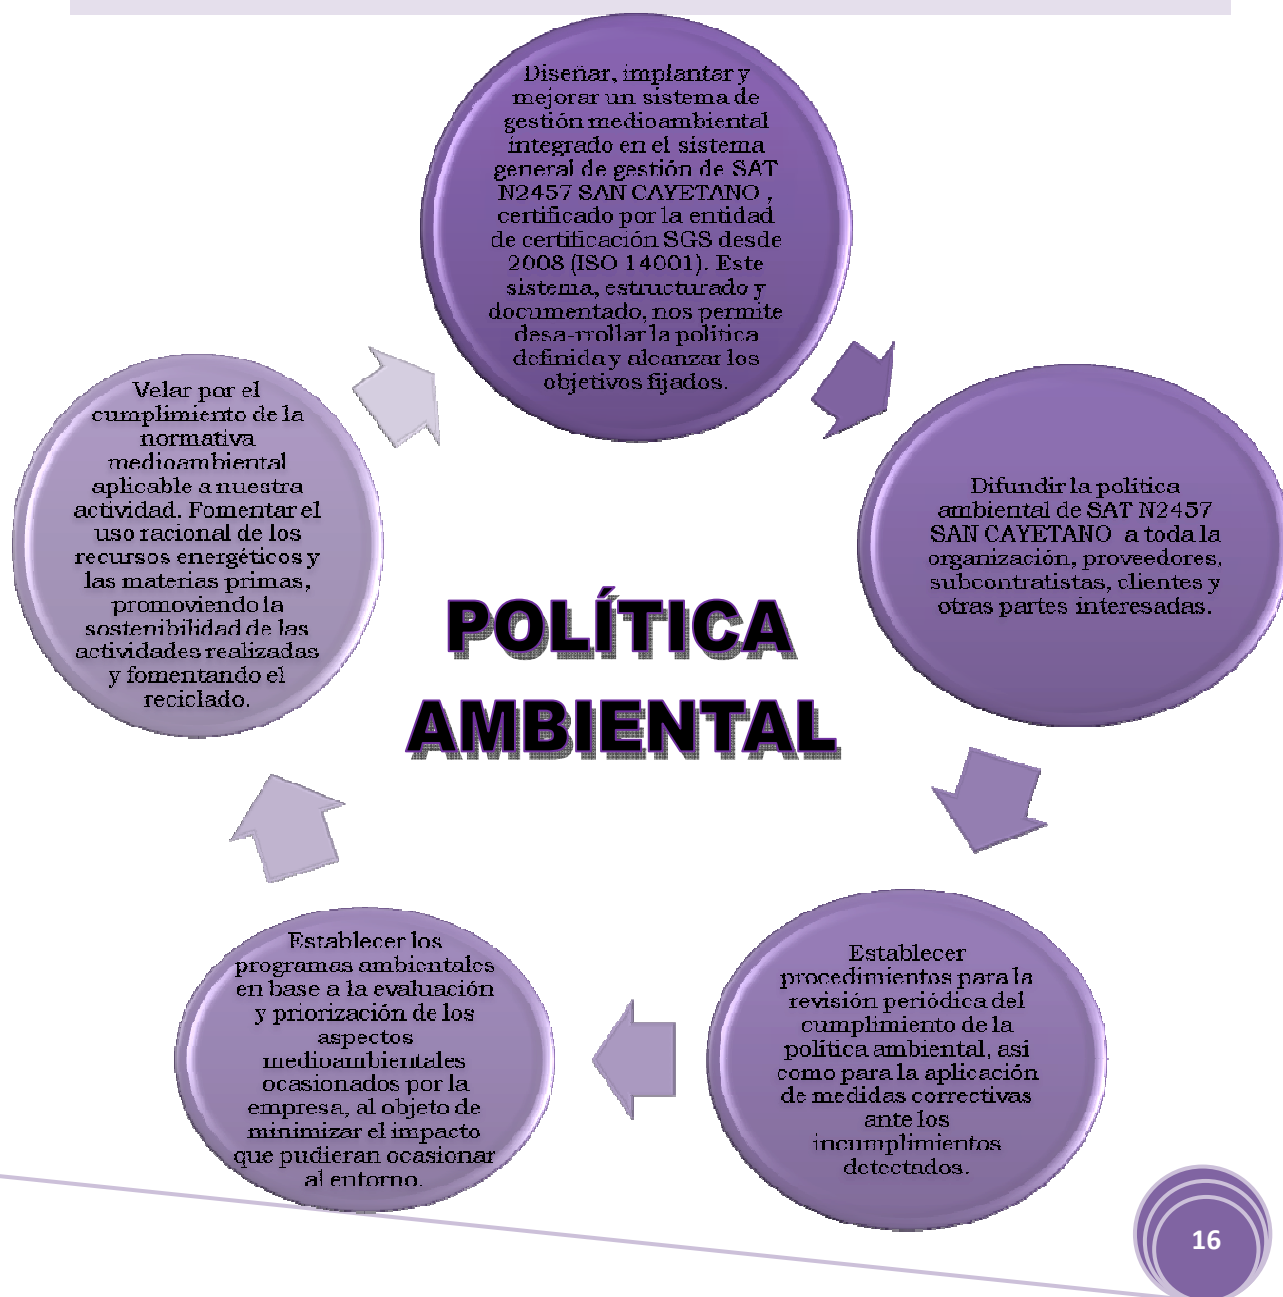 Diseñar, implantar y
mejorar un sistema de
gestión medioambiental
integrado en el sistema
general de gestión de SAT
N2457 SAN CAYETANO ,
certificado por la entidad
de certificación SGS desde
2008 (ISO 14001). Este
sistema, estructurado y
documentado, nos permite
desa-rrollar la política
definida y alcanzar los
objetivos fijados.
Difundir la política
ambiental de SAT N2457
SAN CAYETANO a toda la
organización, proveedores,
subcontratistas, clientes y
otras partes interesadas.
Establecer
procedimientos para la
revisión periódica del
cumplimiento de la
política ambiental, así
como para la aplicación
de medidas correctivas
ante los
incumplimientos
detectados.
Establecer los
programas ambientales
en base a la evaluación
y priorización de los
aspectos
medioambientales
ocasionados por la
empresa, al objeto de
minimizar el impacto
que pudieran ocasionar
al entorno.
Velar por el
cumplimiento de la
normativa
medioambiental
aplicable a nuestra
actividad. Fomentar el
uso racional de los
recursos energéticos y
las materias primas,
promoviendo la
sostenibilidad de las
actividades realizadas
y fomentando el
reciclado.
POLÍTICA
AMBIENTAL
16